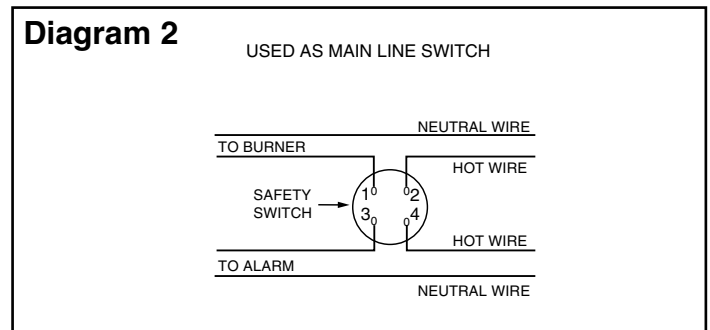 Diagram 2
USED AS MAIN LINE SWITCH
NEUTRAL WIRE
TO BURNER
HOT WIRE
SAFETY
SWITCH
1 2
3 4
HOT WIRE
TO ALARM
NEUTRAL WIRE